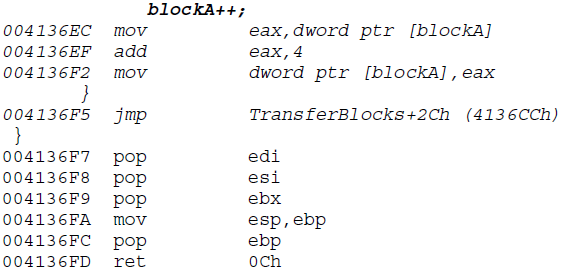 blockA++;
004136EC mov eax,dword ptr [blockA]
004136EF add eax,4
004136F2 mov dword ptr [blockA],eax
}
004136F5 jmp TransferBlocks+2Ch (4136CCh)
}
004136F7 pop edi
004136F8 pop esi
004136F9 pop ebx
004136FA mov esp,ebp
004136FC pop ebp
004136FD ret 0Ch